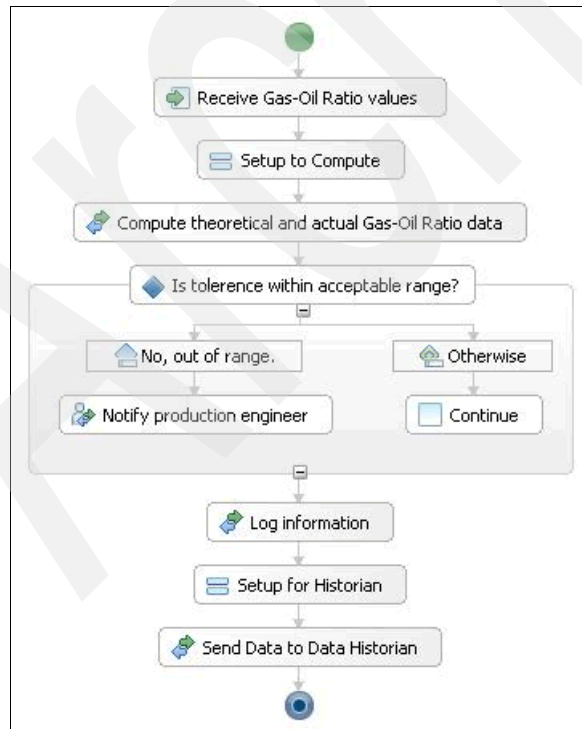 Receive Gas-Oil Ratio values
Setup to Compute
Compute theoretical and actual Gas-Oil Ratio data
Is tolerence within acceptable range?
No, out of range.
Otherwise
Notify production engineer
Continue
Log information
Setup for Historian
Send Data to Data Historian